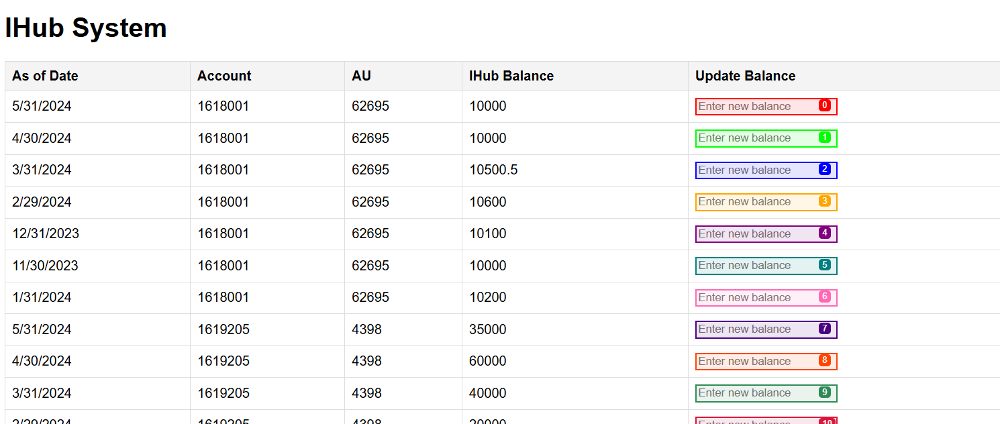 IHub System
As of Date Account AU IHub Balance Update Balance
5/31/2024 1618001 62695 10000 Enter new balance 0
4/30/2024 1618001 62695 10000 Enter new balance 1
3/31/2024 1618001 62695 10500.5 Enter new balance 2
2/29/2024 1618001 62695 10600 Enter new balance 3
12/31/2023 1618001 62695 10100 Enter new balance 4
11/30/2023 1618001 62695 10000 Enter new balance 5
1/31/2024 1618001 62695 10200 Enter new balance 6
5/31/2024 1619205 4398 35000 Enter new balance 7
4/30/2024 1619205 4398 60000 Enter new balance 8
3/31/2024 1619205 4398 40000 Enter new balance 9
2/29/2024 1619205 4398 20000 Enter new balance 10